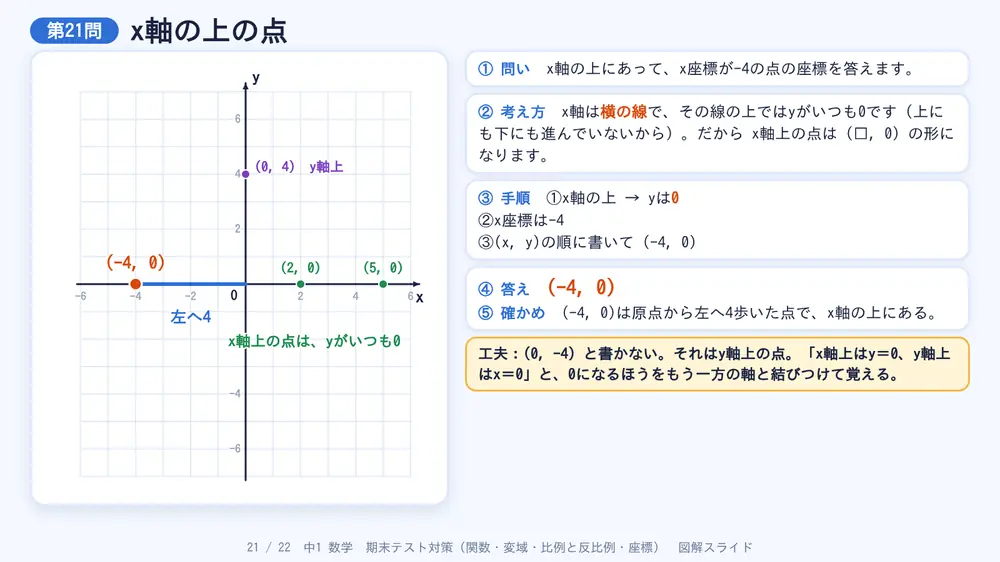 第21問 x軸の上の点
y
6
(0, 4) y軸上
4
2
(-4, 0)
(2, 0)
(5, 0)
-6 -4 0 2 6 x
左へ4
x軸上の点は、yがいつも0
-4
-6
① 問い x軸の上にあって、x座標が-4の点の座標を答えます。
② 考え方 x軸は横の線で、その線の上ではyがいつも0です（上に
も下にも進んでいないから）。だから x軸上の点は（□, 0）の形に
なります。
③ 手順 ①x軸の上 → yは0
②x座標は-4
③(x, y)の順に書いて (-4, 0)
④ 答え (-4, 0)
⑤ 確かめ (-4, 0)は原点から左へ4歩いた点で、x軸の上にある。
工夫：(0, -4) と書かない。それはy軸上の点。「x軸上はy＝0、y軸上
はx＝0」と、0になるほうをもう一方の軸と結びつけて覚える。
21 / 22 中1 数学 期末テスト対策（関数・変域・比例と反比例・座標） 図解スライド